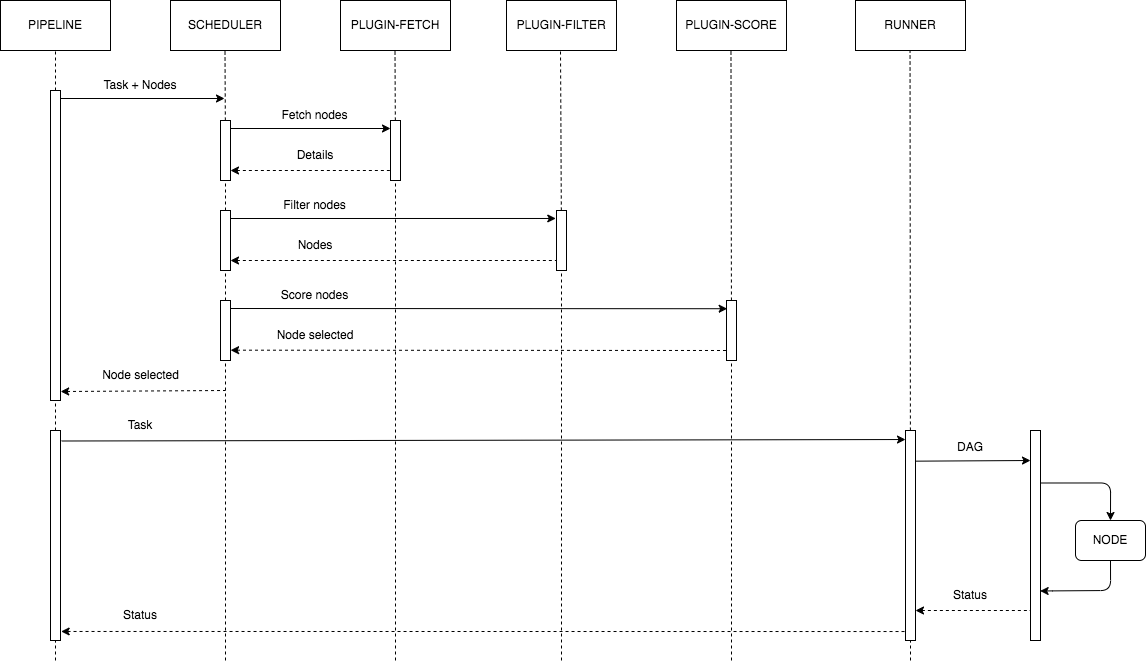 PIPELINE
SCHEDULER
PLUGIN-FETCH
PLUGIN-FILTER
PLUGIN-SCORE
RUNNER
Task + Nodes
Fetch nodes
Details
Filter nodes
Nodes
Score nodes
Node selected
Node selected
Task
DAG
NODE
Status
Status